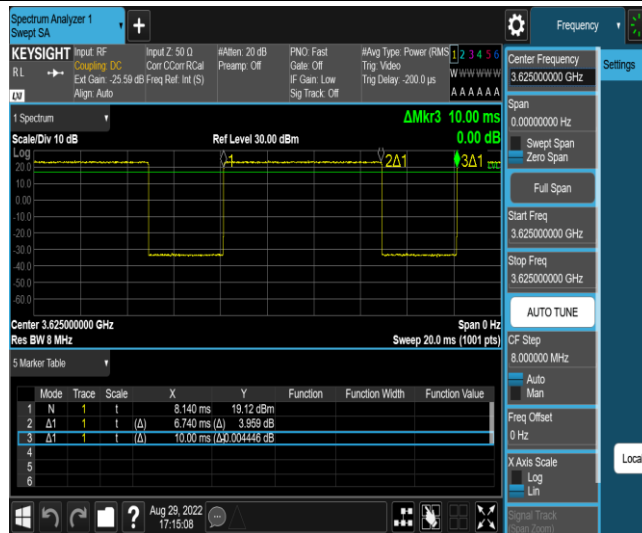 Spectrum Analyzer 1
Swept SA
Frequency
KEYSIGHT
RL
LXI
Input: RF
Coupling: DC
Ext Gain: -25.59 dB
Align: Auto
Input Z: 50 Ω
Corr CCorr RCal
Freq Ref: Int (S)
#Atten: 20 dB
Preamp: Off
PNO: Fast
Gate: Off
IF Gain: Low
Sig Track: Off
#Avg Type: Power (RMS
Trig: Video
Trig Delay: -200.0 µs
1 2 3 4 5 6
W W W W W W
A A A A A A
1 Spectrum
ΔMkr3 10.00 ms
0.00 dB
Scale/Div 10 dB
Ref Level 30.00 dBm
Log
20.0
10.0
0.00
-10.0
-20.0
-30.0
-40.0
-50.0
-60.0
1
2Δ1
3Δ1
Center 3.625000000 GHz
Span 0 Hz
Res BW 8 MHz
Sweep 20.0 ms (1001 pts)
5 Marker Table
Mode Trace Scale X Y Function Function Width Function Value
1 N 1 t 8.140 ms 19.12 dBm
2 Δ1 1 t (Δ) 6.740 ms (Δ) 3.959 dB
3 Δ1 1 t (Δ) 10.00 ms (Δ) -0.004446 dB
4
5
6
Aug 29, 2022
17:15:08
Center Frequency
3.625000000 GHz
Settings
Span
0.00000000 Hz
Swept Span
Zero Span
Full Span
Start Freq
3.625000000 GHz
Stop Freq
3.625000000 GHz
AUTO TUNE
CF Step
8.000000 MHz
Auto
Man
Freq Offset
0 Hz
X Axis Scale
Log
Lin
Local
Signal Track
(Span Zoom)